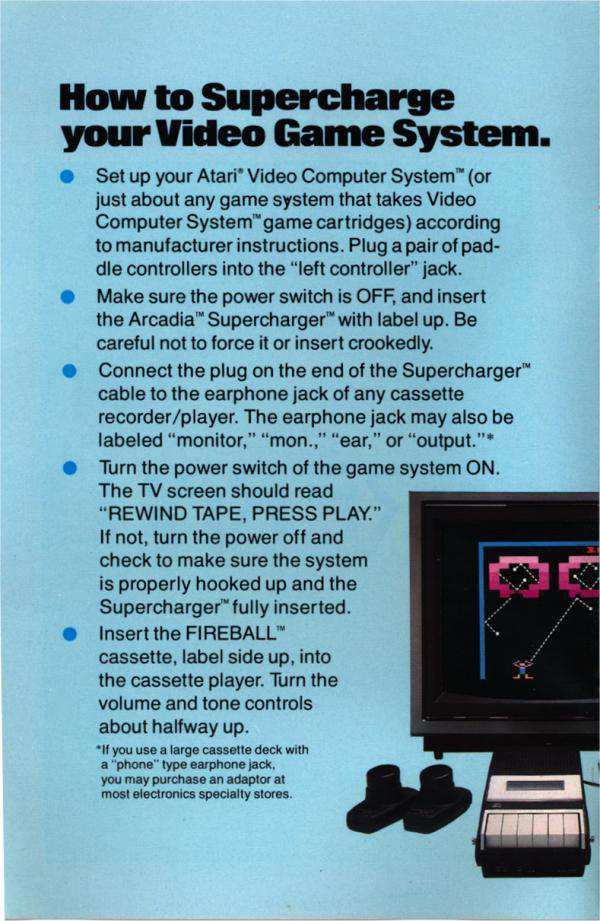 How to Supercharge
your Video Game System.
Set up your Atari® Video Computer System™ (or
just about any game system that takes Video
Computer System™ game cartridges) according
to manufacturer instructions. Plug a pair of pad-
dle controllers into the “left controller” jack.
Make sure the power switch is OFF, and insert
the Arcadia™ Supercharger™ with label up. Be
careful not to force it or insert crookedly.
Connect the plug on the end of the Supercharger™
cable to the earphone jack of any cassette
recorder/player. The earphone jack may also be
labeled “monitor,” “mon.,” “ear,” or “output.”*
Turn the power switch of the game system ON.
The TV screen should read
“REWIND TAPE, PRESS PLAY.”
If not, turn the power off and
check to make sure the system
is properly hooked up and the
Supercharger™ fully inserted.
Insert the FIREBALL™
cassette, label side up, into
the cassette player. Turn the
volume and tone controls
about halfway up.
*If you use a large cassette deck with
a “phone” type earphone jack,
you may purchase an adaptor at
most electronics specialty stores.